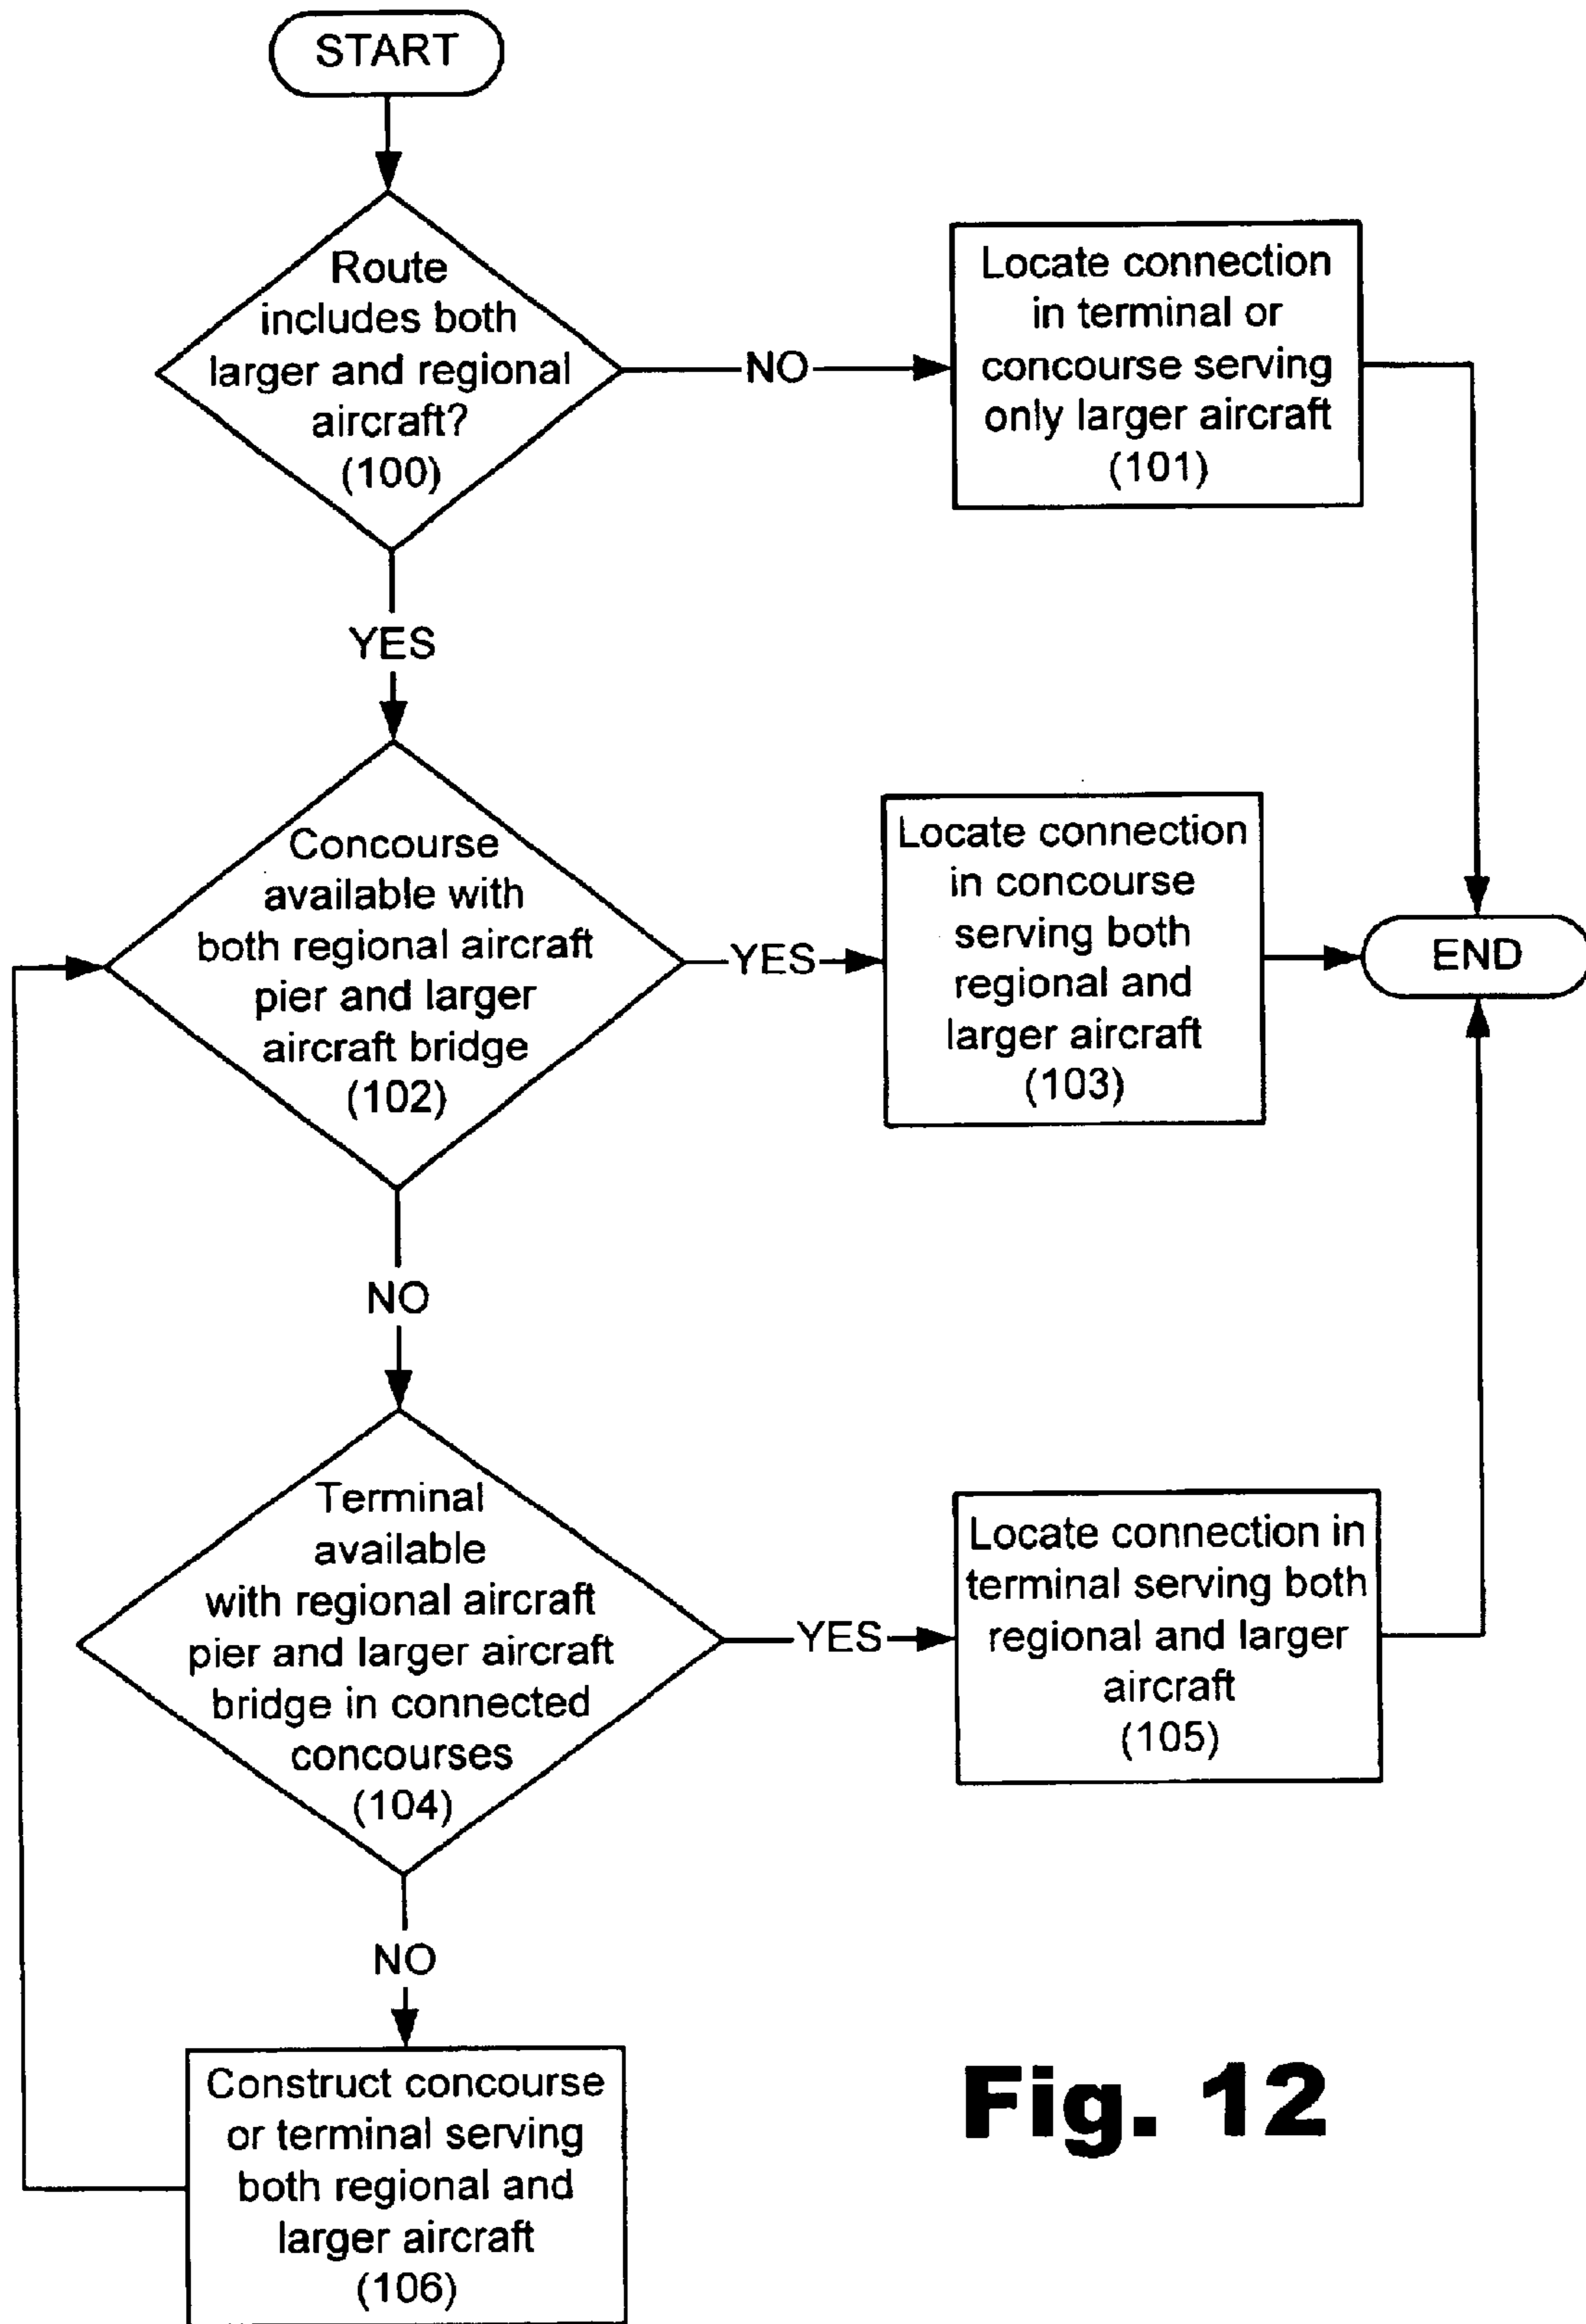 START
Route
includes both
larger and regional
aircraft?
(100)
NO
Locate connection
in terminal or
concourse serving
only larger aircraft
(101)
YES
Concourse
available with
both regional aircraft
pier and larger
aircraft bridge
(102)
YES
Locate connection
in concourse
serving both
regional and
larger aircraft
(103)
END
NO
Terminal
available
with regional aircraft
pier and larger aircraft
bridge in connected
concourses
(104)
YES
Locate connection in
terminal serving both
regional and larger
aircraft
(105)
NO
Construct concourse
or terminal serving
both regional and
larger aircraft
(106)
Fig. 12